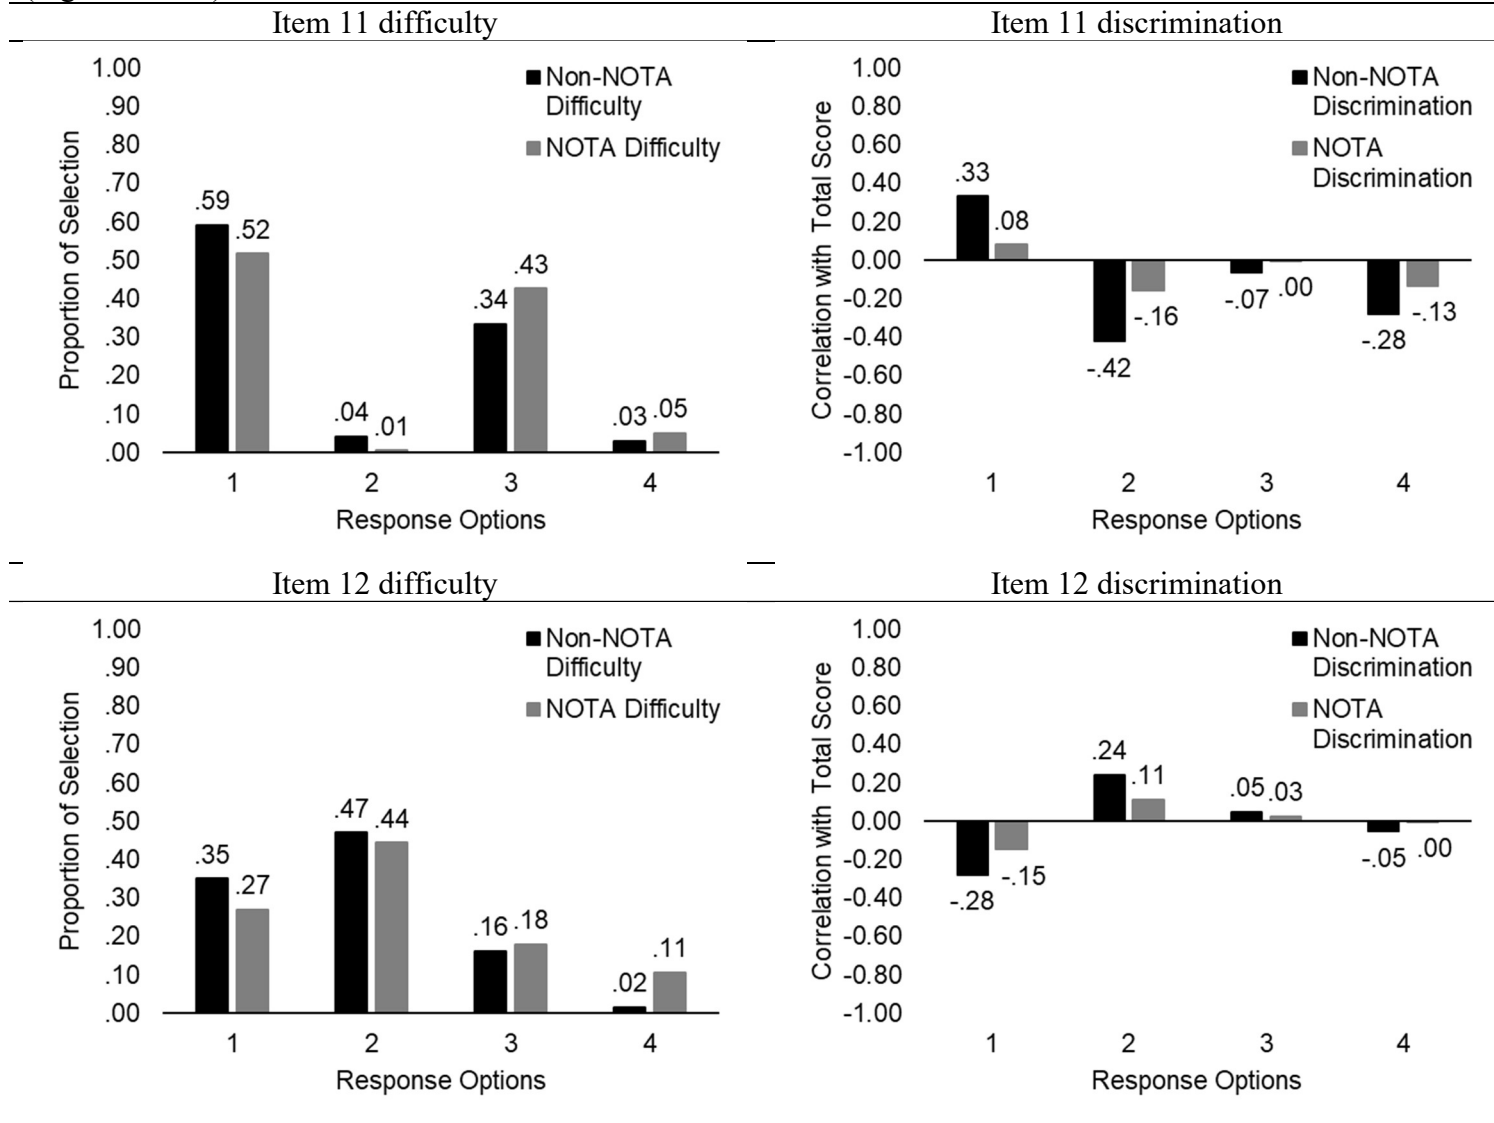 Item 11 difficulty
Item 11 discrimination
1.00
.90
.80
.70
.60
.50
.40
.30
.20
.10
.00
Proportion of Selection
Non-NOTA
Difficulty
NOTA Difficulty
.59
.52
.04
.01
.34
.43
.03
.05
1 2 3 4
Response Options
1.00
0.80
0.60
0.40
0.20
0.00
-0.20
-0.40
-0.60
-0.80
-1.00
Correlation with Total Score
Non-NOTA
Discrimination
NOTA
Discrimination
.33
.08
-.42
-.16
-.07
.00
-.28
-.13
1 2 3 4
Response Options
Item 12 difficulty
Item 12 discrimination
1.00
.90
.80
.70
.60
.50
.40
.30
.20
.10
.00
Proportion of Selection
Non-NOTA
Difficulty
NOTA Difficulty
.35
.27
.47
.44
.16
.18
.02
.11
1 2 3 4
Response Options
1.00
0.80
0.60
0.40
0.20
0.00
-0.20
-0.40
-0.60
-0.80
-1.00
Correlation with Total Score
Non-NOTA
Discrimination
NOTA
Discrimination
-.28
-.15
.24
.11
.05
.03
-.05
.00
1 2 3 4
Response Options